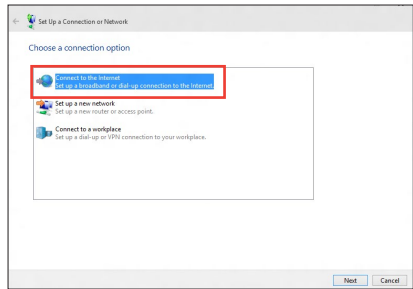 Set Up a Connection or Network
Choose a connection option
Connect to the Internet
Set up a broadband or dial-up connection to the Internet.
Set up a new network
Set up a new router or access point.
Connect to a workplace
Set up a dial-up or VPN connection to your workplace.
Next Cancel